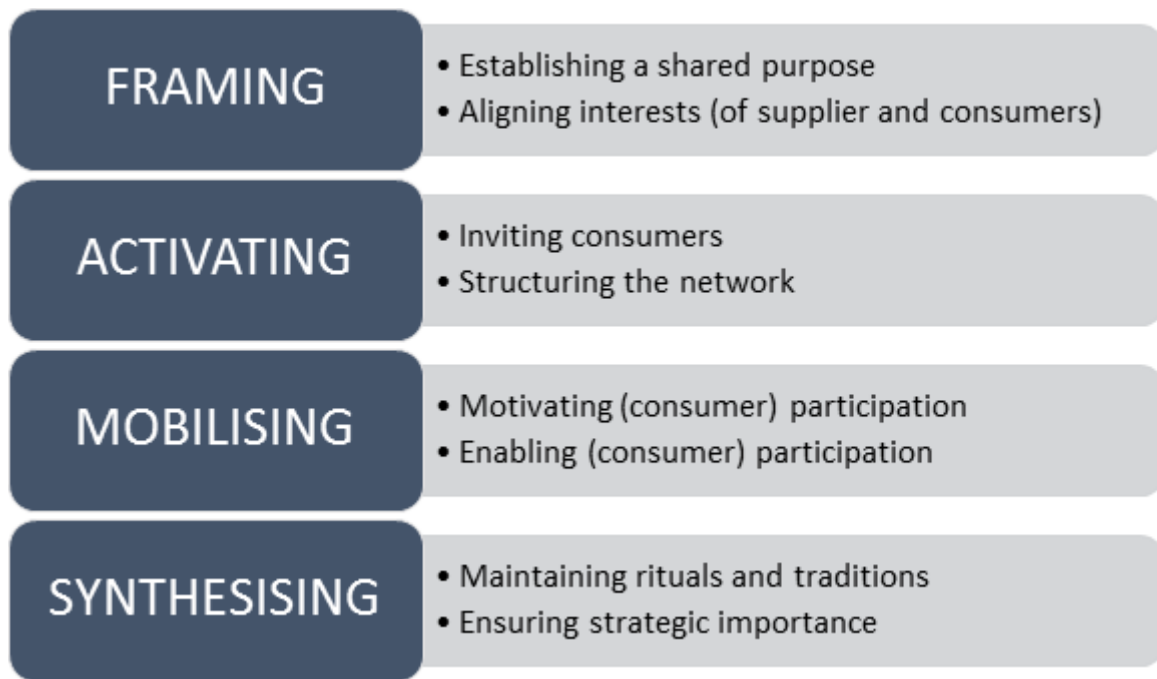 FRAMING
• Establishing a shared purpose
• Aligning interests (of supplier and consumers)
ACTIVATING
• Inviting consumers
• Structuring the network
MOBILISING
• Motivating (consumer) participation
• Enabling (consumer) participation
SYNTHESISING
• Maintaining rituals and traditions
• Ensuring strategic importance